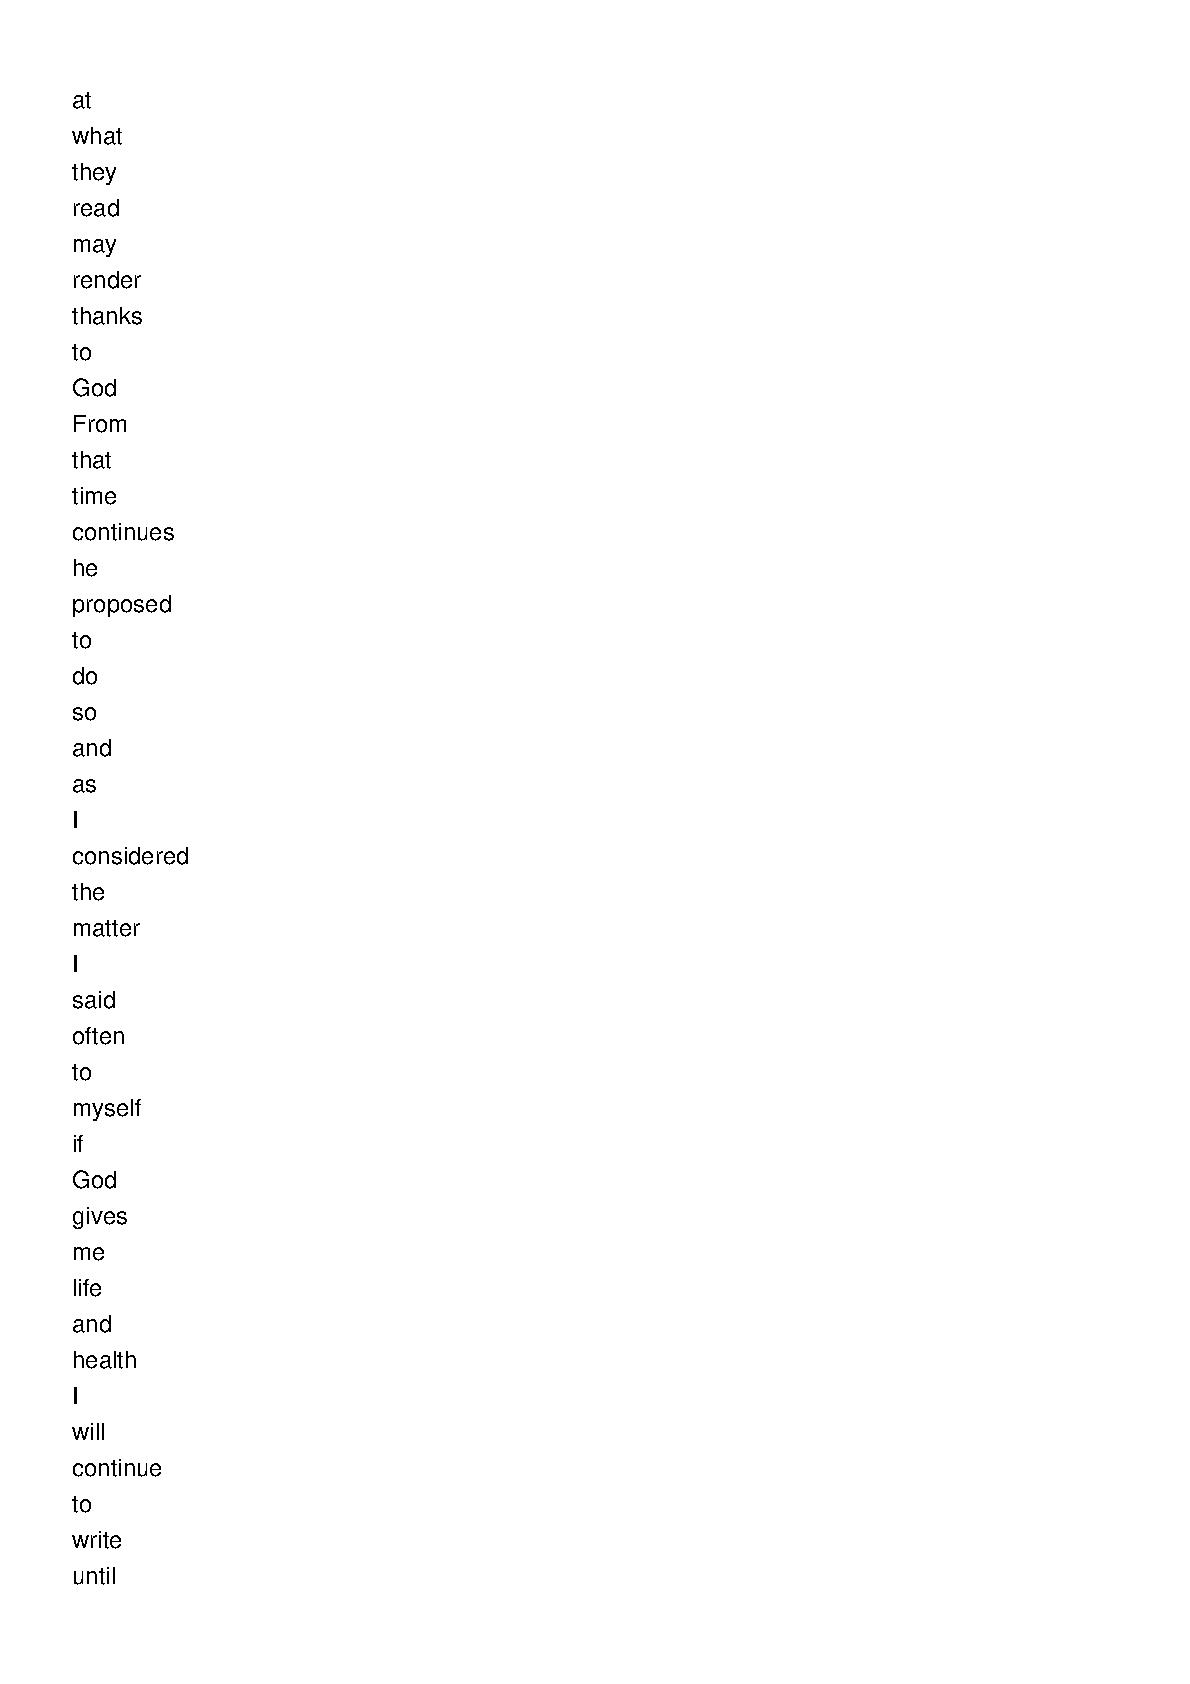 at
what
they
read
may
render
thanks
to
God
From
that
time
continues
he
proposed
to
do
so
and
as
I
considered
the
matter
I
said
often
to
myself
if
God
gives
me
life
and
health
I
will
continue
to
write
until